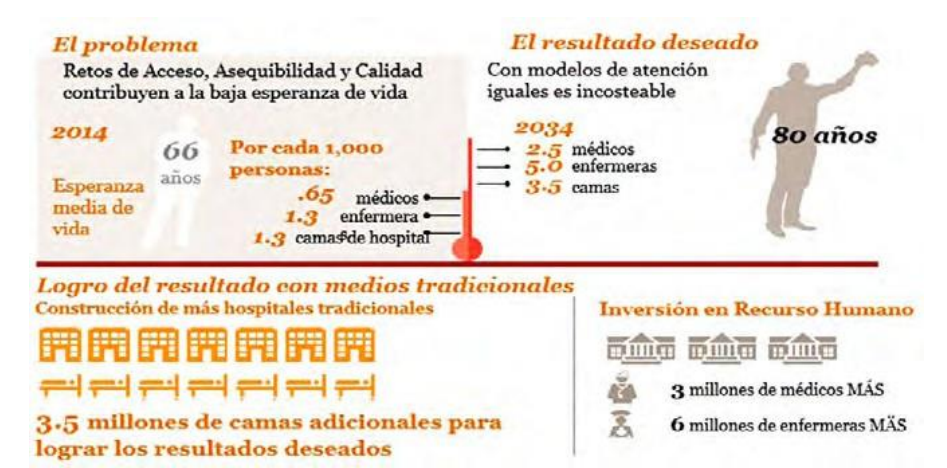 El problema
Retos de Acceso, Asequibilidad y Calidad
contribuyen a la baja esperanza de vida
2014
66
años
Esperanza
media de
vida
Por cada 1,000
personas:
.65 médicos
1.3 enfermera
1.3 camas de hospital
El resultado deseado
Con modelos de atención
iguales es incosteable
2034
2.5 médicos
5.0 enfermeras
3.5 camas
80 años
Logro del resultado con medios tradicionales
Construcción de más hospitales tradicionales
3.5 millones de camas adicionales para
lograr los resultados deseados
Inversión en Recurso Humano
3 millones de médicos MÁS
6 millones de enfermeras MÄS